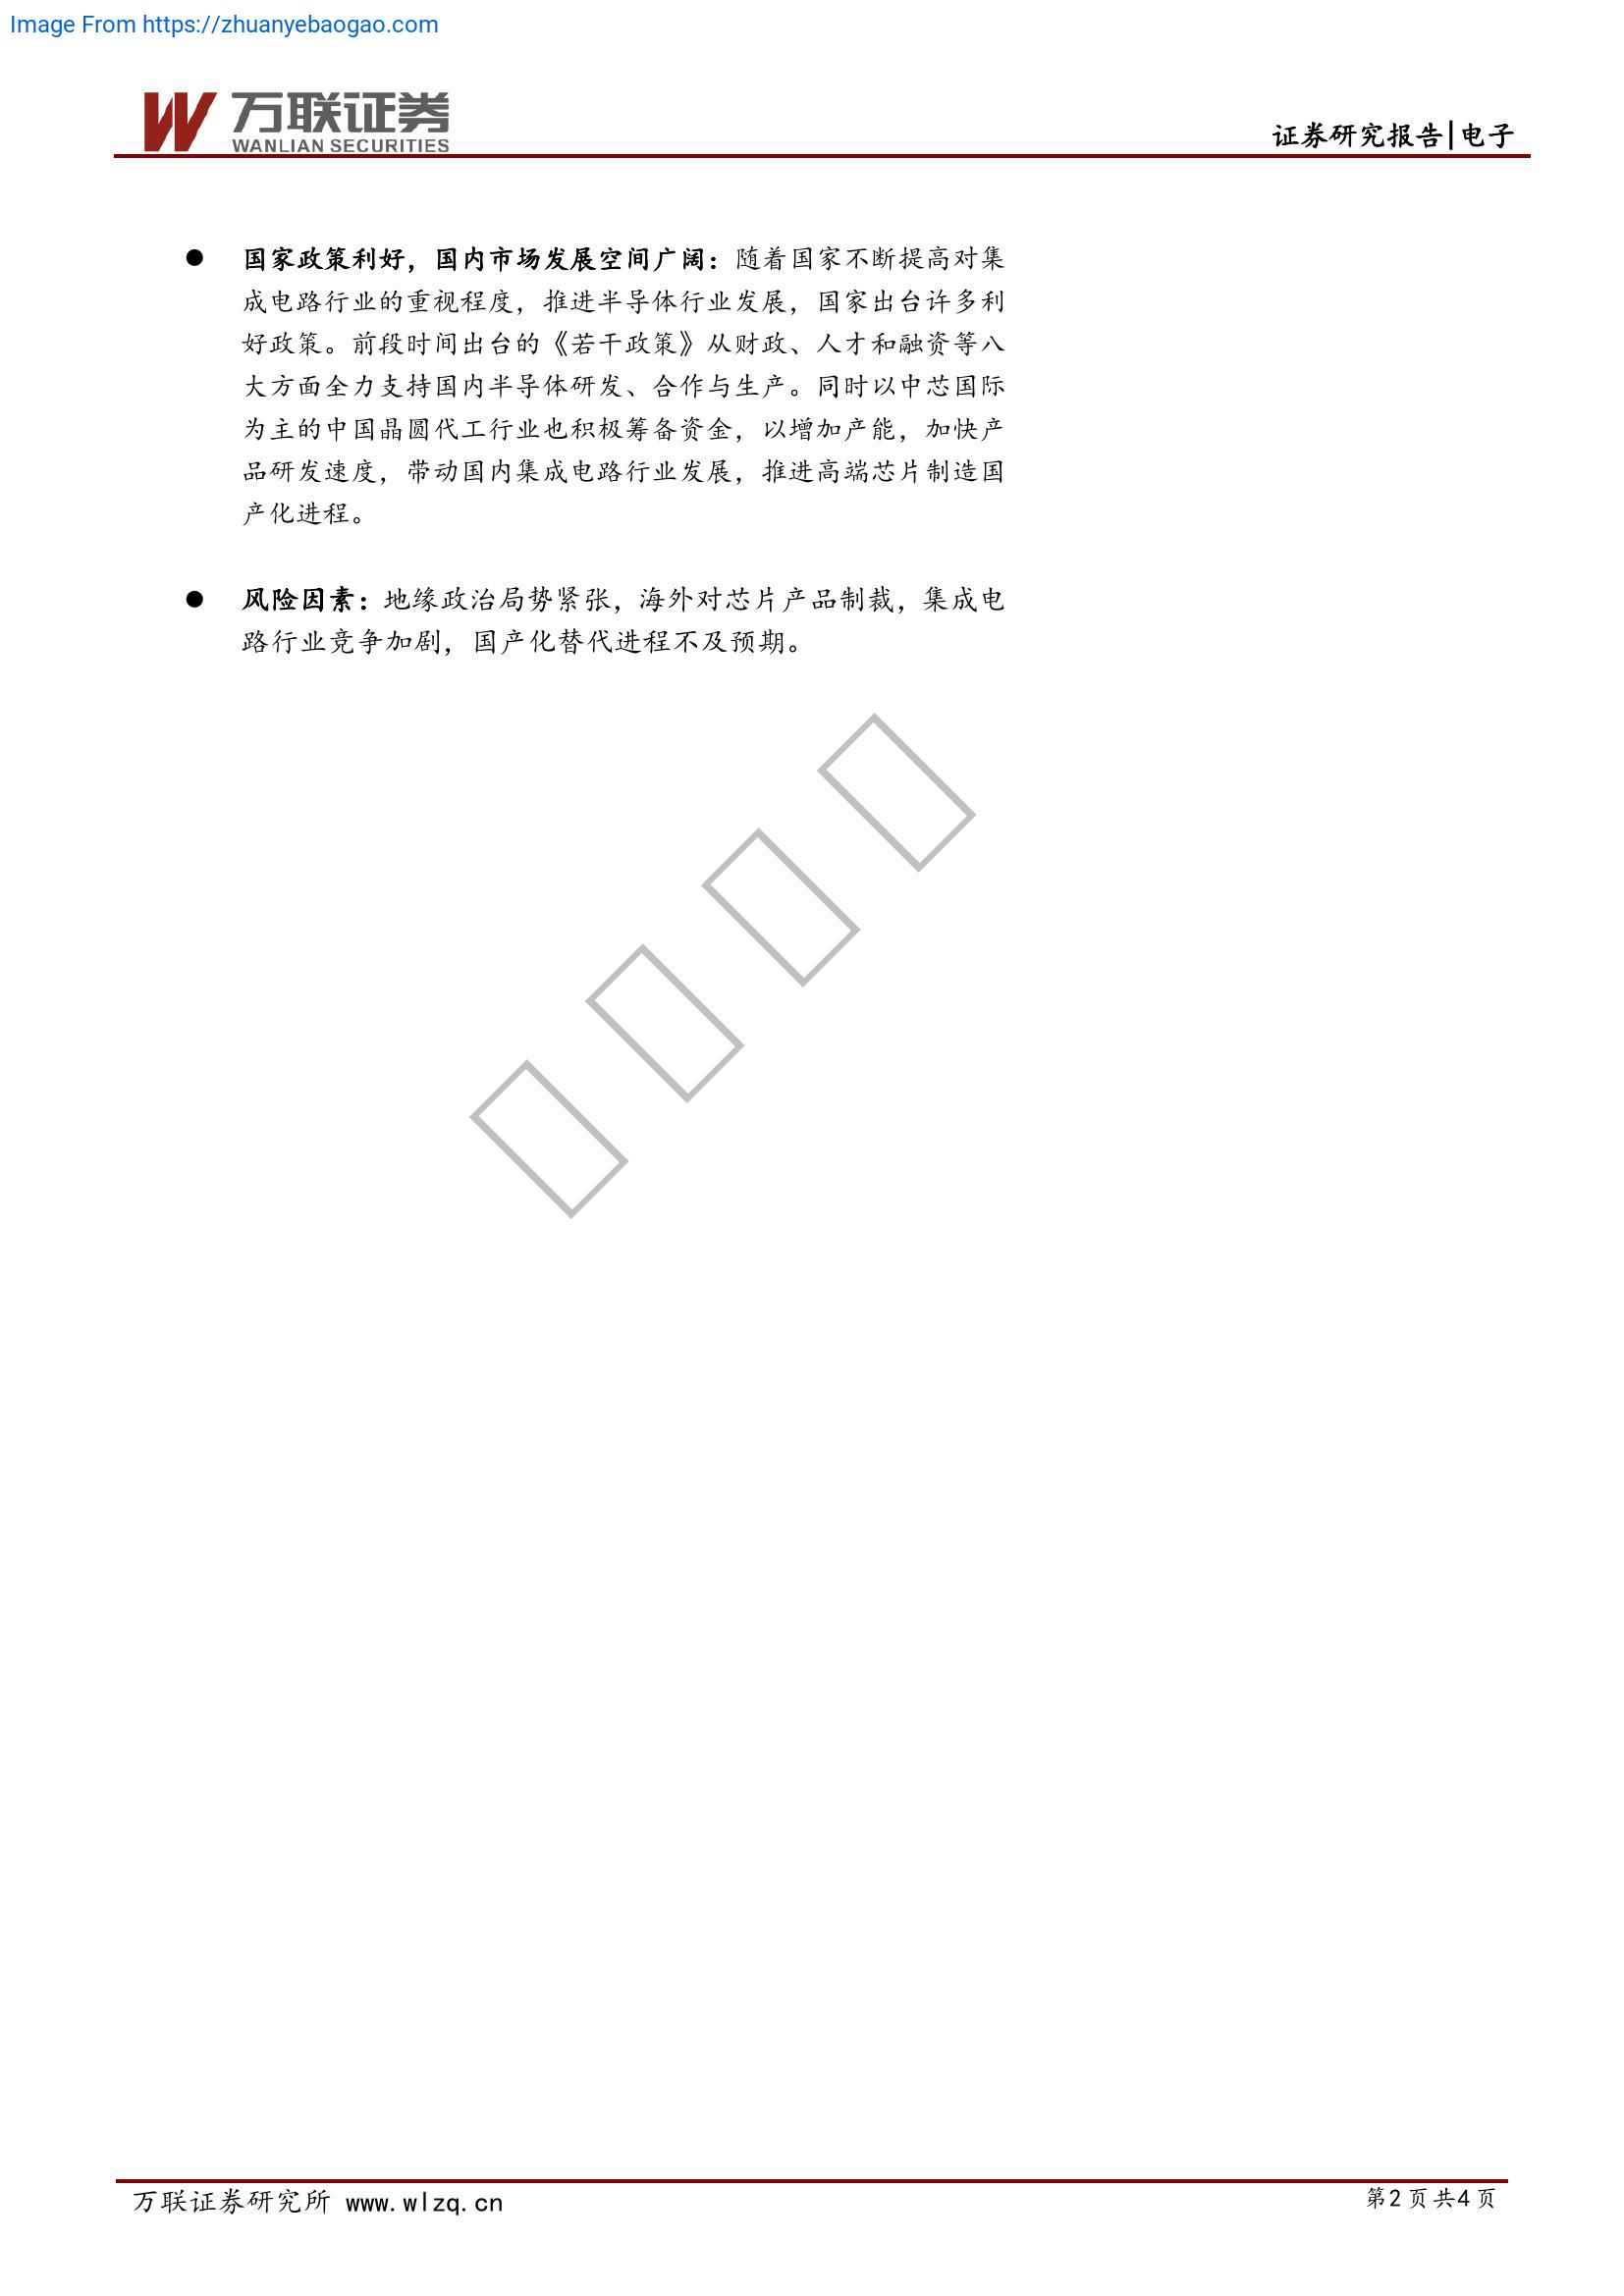 Image From https://zhuanyebaogao.com
万联证券
WANLIAN SECURITIES
证券研究报告|电子
● 国家政策利好，国内市场发展空间广阔：随着国家不断提高对集
成电路行业的重视程度，推进半导体行业发展，国家出台许多利
好政策。前段时间出台的《若干政策》从财政、人才和融资等八
大方面全力支持国内半导体研发、合作与生产。同时以中芯国际
为主的中国晶圆代工行业也积极筹备资金，以增加产能，加快产
品研发速度，带动国内集成电路行业发展，推进高端芯片制造国
产化进程。
● 风险因素：地缘政治局势紧张，海外对芯片产品制裁，集成电
路行业竞争加剧，国产化替代进程不及预期。
万联证券研究所 www.wlzq.cn
第2页共4页